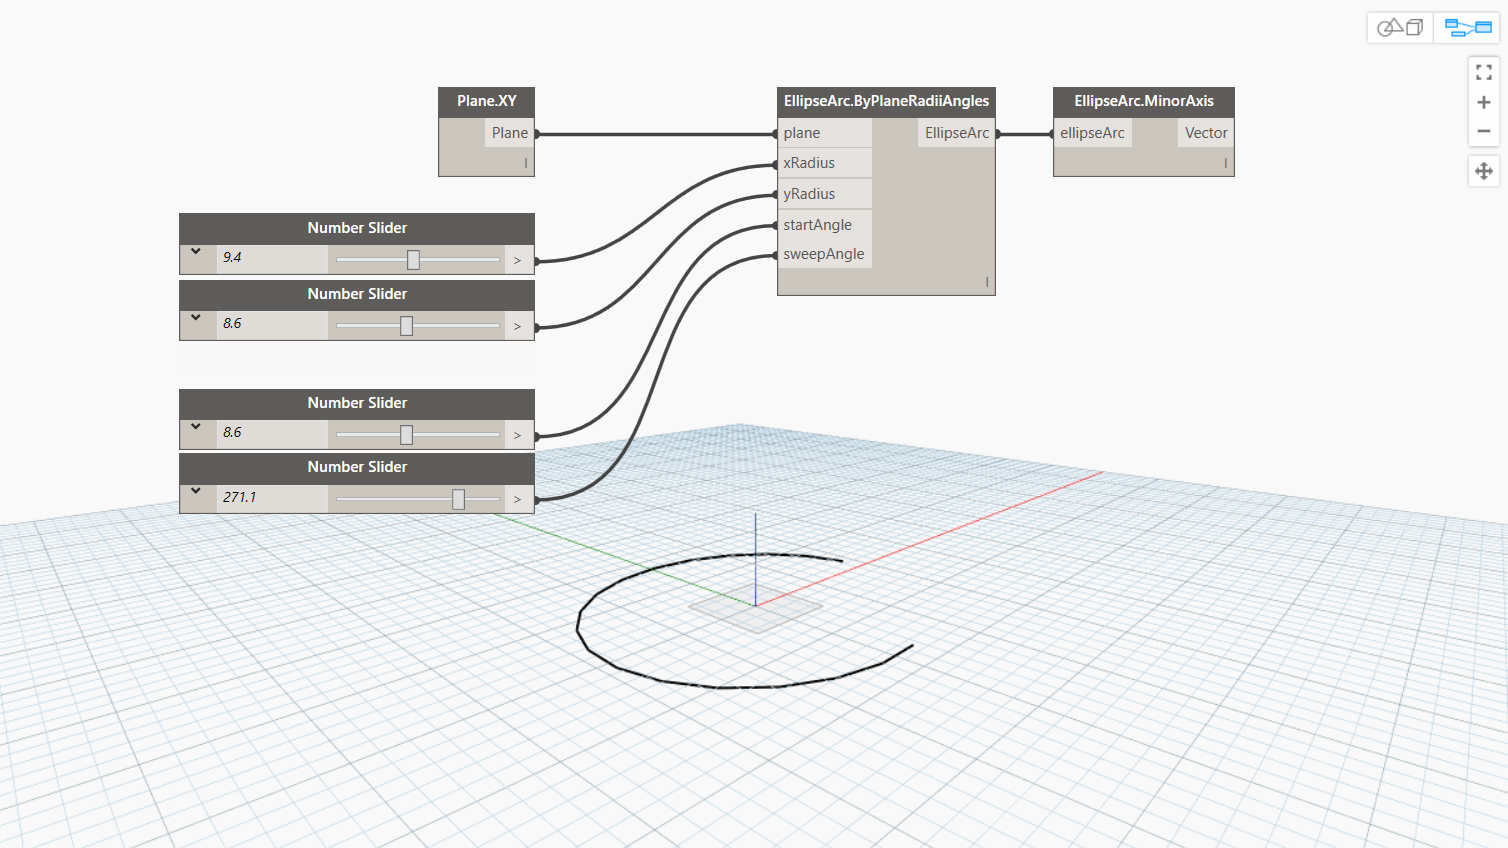 Plane.XY
Plane
l
EllipseArc.ByPlaneRadiiAngles
plane
EllipseArc
xRadius
yRadius
startAngle
sweepAngle
l
EllipseArc.MinorAxis
ellipseArc
Vector
l
Number Slider
9.4
>
Number Slider
8.6
>
Number Slider
8.6
>
Number Slider
271.1
>